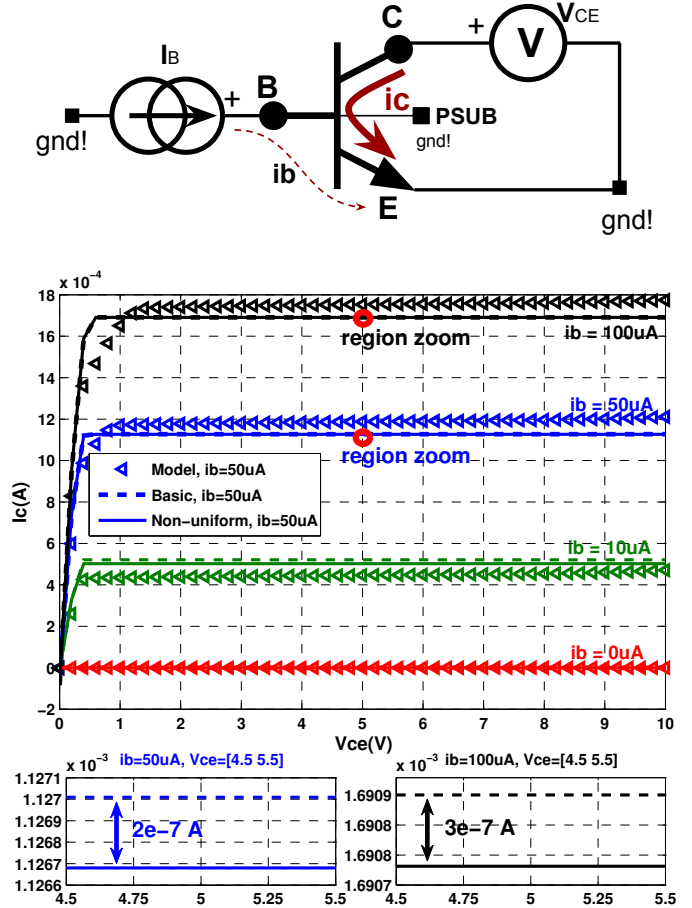 C
V_CE
I_B
+
V
B
+
ic
PSUB
gnd!
gnd!
ib
E
gnd!
x 10^-4
18
16
14
12
10
8
6
4
2
0
−2
Ic(A)
region zoom
ib = 100uA
ib = 50uA
region zoom
Model, ib=50uA
Basic, ib=50uA
Non−uniform, ib=50uA
ib = 10uA
ib = 0uA
0 1 2 3 4 5 6 7 8 9 10
Vce(V)
x 10^-3
ib=50uA, Vce=[4.5 5.5]
1.1271
1.127
1.1269
1.1268
1.1267
1.1266
2e−7 A
4.5 4.75 5 5.25 5.5
x 10^-3
ib=100uA, Vce=[4.5 5.5]
1.6909
1.6908
1.6908
1.6907
3e−7 A
4.5 4.75 5 5.25 5.5